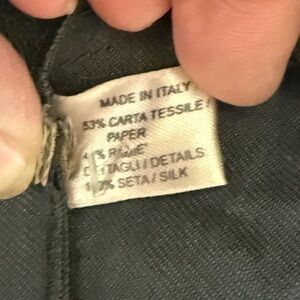 MADE IN ITALY
53% CARTA TESSILE /
PAPER
DETTAGLI / DETAILS
% SETA / SILK